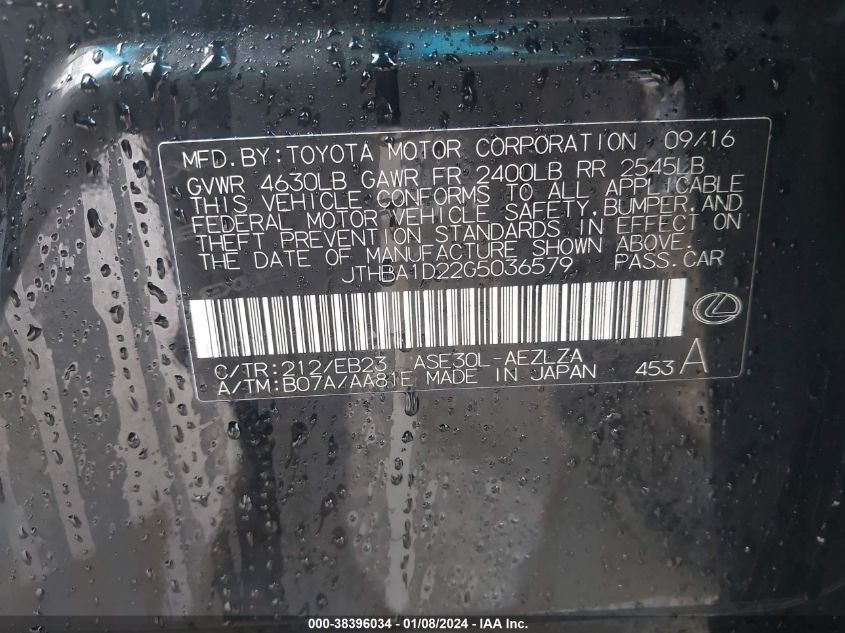 MFD. BY: TOYOTA MOTOR CORPORATION 09/16
GVWR 4630LB GAWR FR 2400LB RR 2545LB
THIS VEHICLE CONFORMS TO ALL APPLICABLE
FEDERAL MOTOR VEHICLE SAFETY, BUMPER, AND
THEFT PREVENTION STANDARDS IN EFFECT ON
THE DATE OF MANUFACTURE SHOWN ABOVE.
JTHBA1D22G5036579 PASS. CAR
C/TR: 212/EB23 ASE30L-AEZLZA
A/TM: B07A/AA81E MADE IN JAPAN 453 A
000-38396034 - 01/08/2024 - IAA Inc.